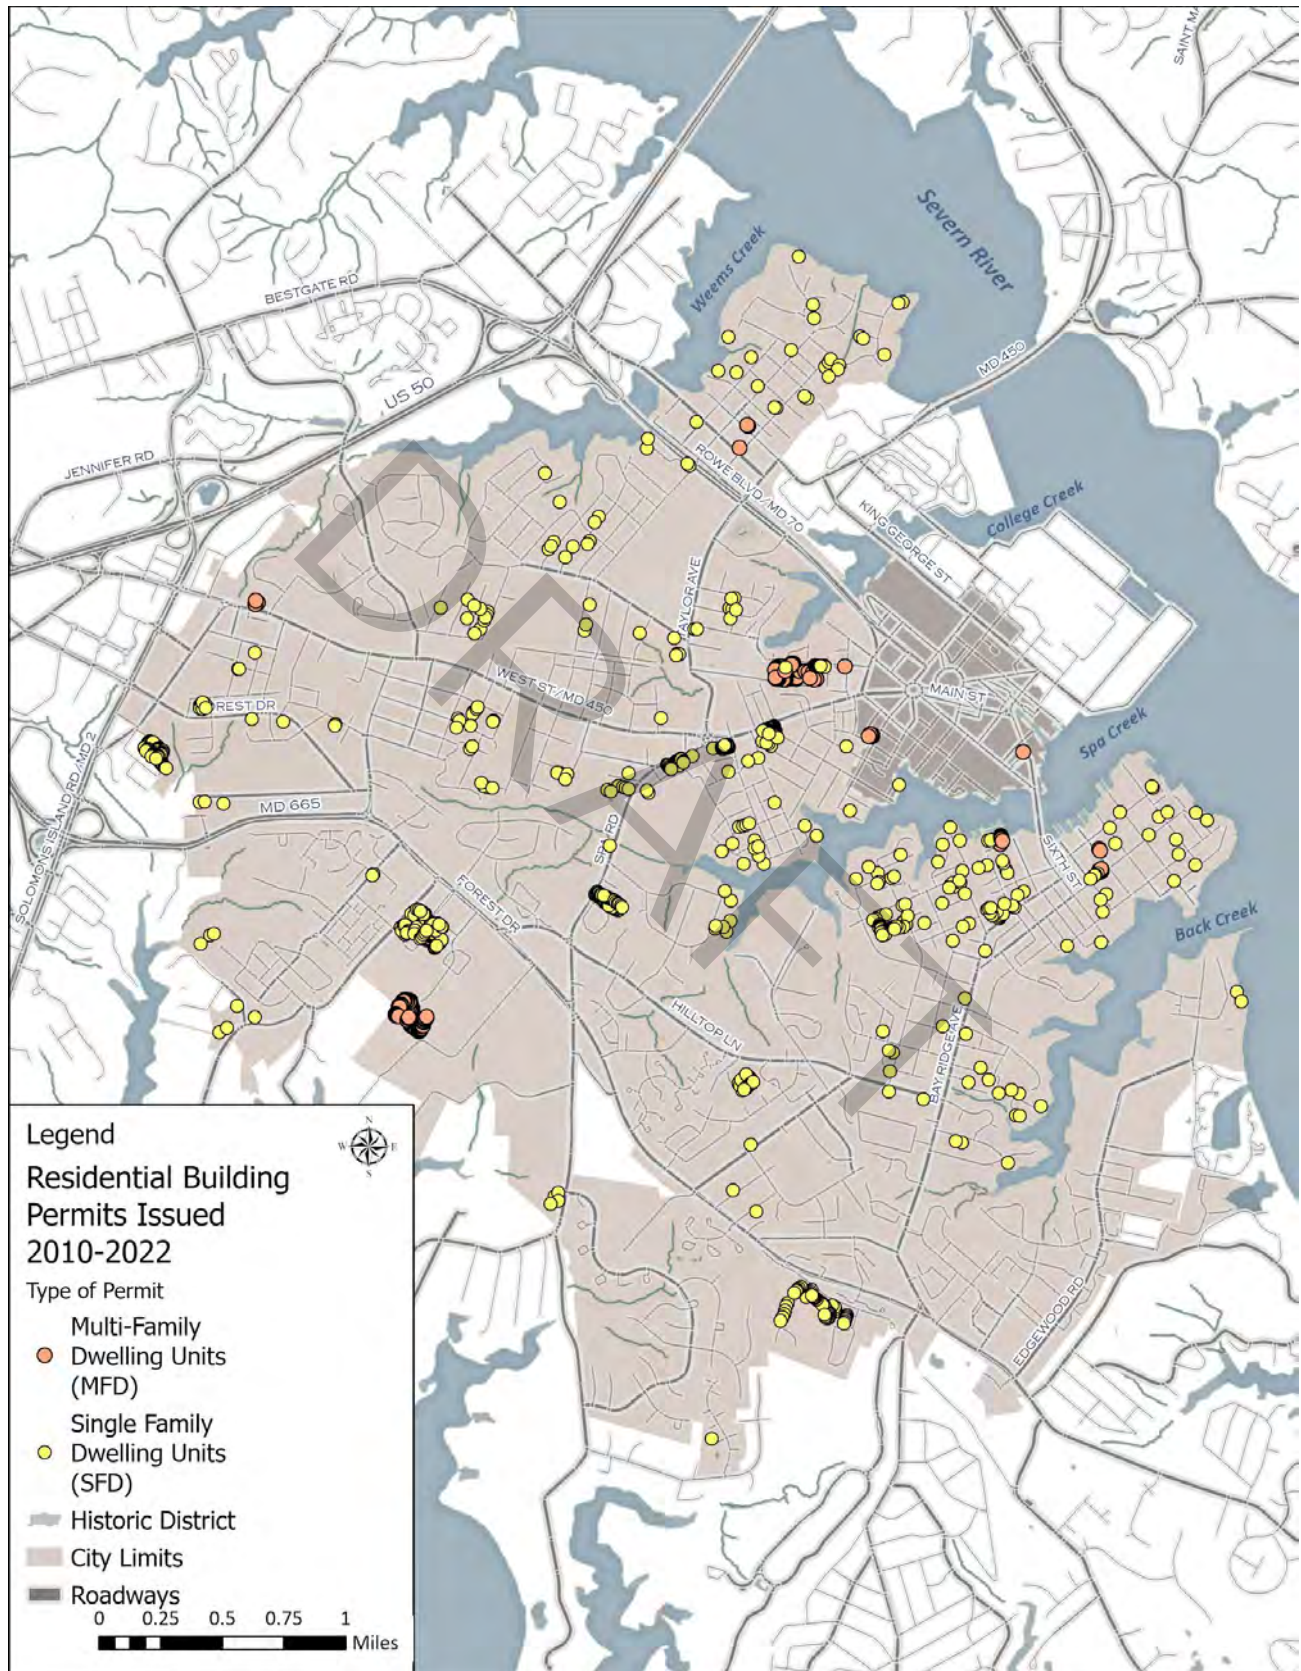 SAINT MA
Severn River
Weems Creek
BESTGATE RD
MD 450
US 50
JENNIFER RD
ROWE BLVD/MD 70
KING GEORGE ST
College Creek
TAYLOR AVE
WEST ST/MD 450
MAIN ST
OREST DR
Spa Creek
SOLOMONS ISLAND RD/MD 2
MD 665
SPA RD
SIXTH ST
FOREST DR
Back Creek
HILLTOP LN
BAY RIDGE AVE
EDGEWOOD RD
DRAFT
Legend
N
W E
S
Residential Building
Permits Issued
2010-2022
Type of Permit
Multi-Family
Dwelling Units
(MFD)
Single Family
Dwelling Units
(SFD)
Historic District
City Limits
Roadways
0 0.25 0.5 0.75 1
Miles